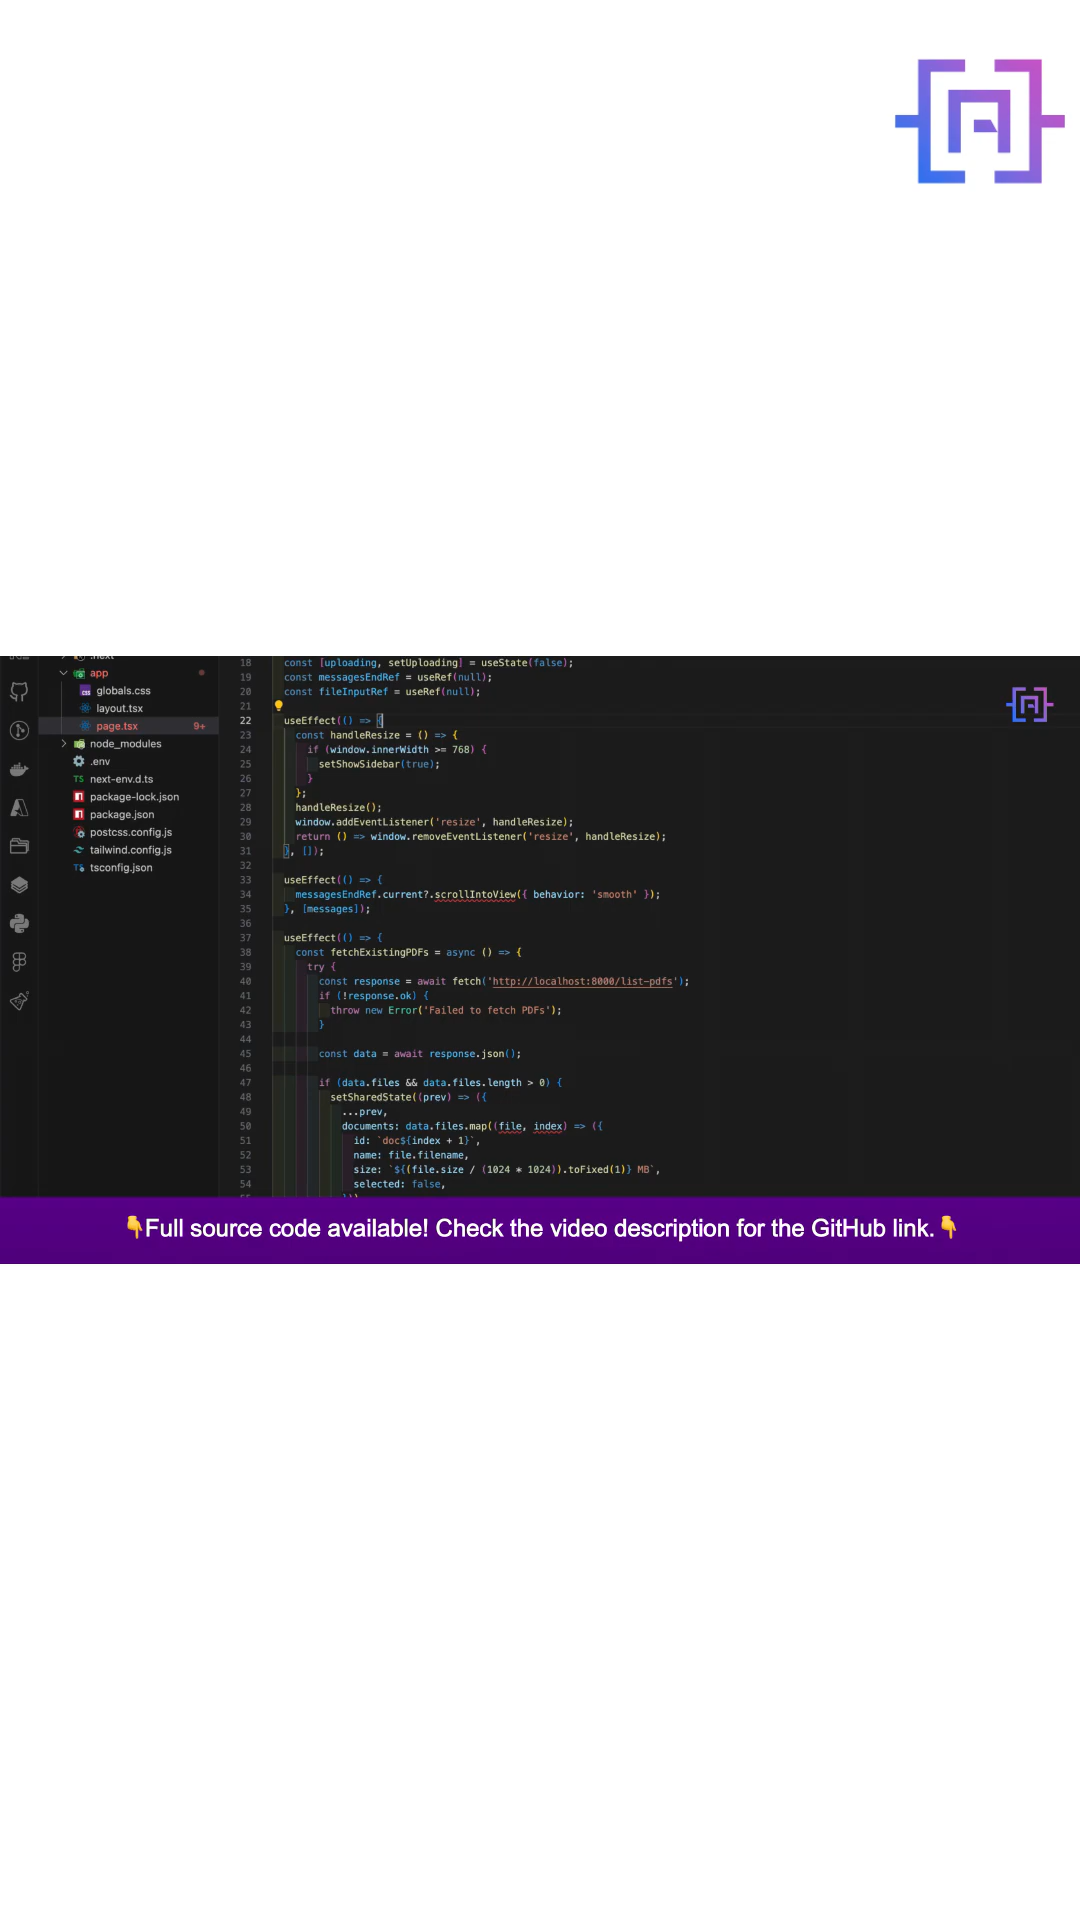 .next
app
globals.css
layout.tsx
page.tsx 9+
node_modules
.env
TS next-env.d.ts
package-lock.json
package.json
postcss.config.js
tailwind.config.js
tsconfig.json
18 const [uploading, setUploading] = useState(false);
19 const messagesEndRef = useRef(null);
20 const fileInputRef = useRef(null);
21
22 useEffect(() => {
23 const handleResize = () => {
24 if (window.innerWidth >= 768) {
25 setShowSidebar(true);
26 }
27 };
28 handleResize();
29 window.addEventListener('resize', handleResize);
30 return () => window.removeEventListener('resize', handleResize);
31 }, []);
32
33 useEffect(() => {
34 messagesEndRef.current?.scrollIntoView({ behavior: 'smooth' });
35 }, [messages]);
36
37 useEffect(() => {
38 const fetchExistingPDFs = async () => {
39 try {
40 const response = await fetch('http://localhost:8000/list-pdfs');
41 if (!response.ok) {
42 throw new Error('Failed to fetch PDFs');
43 }
44
45 const data = await response.json();
46
47 if (data.files && data.files.length > 0) {
48 setSharedState((prev) => ({
49 ...prev,
50 documents: data.files.map((file, index) => ({
51 id: `doc${index + 1}`,
52 name: file.filename,
53 size: `${(file.size / (1024 * 1024)).toFixed(1)} MB`,
54 selected: false,
👇Full source code available! Check the video description for the GitHub link.👇